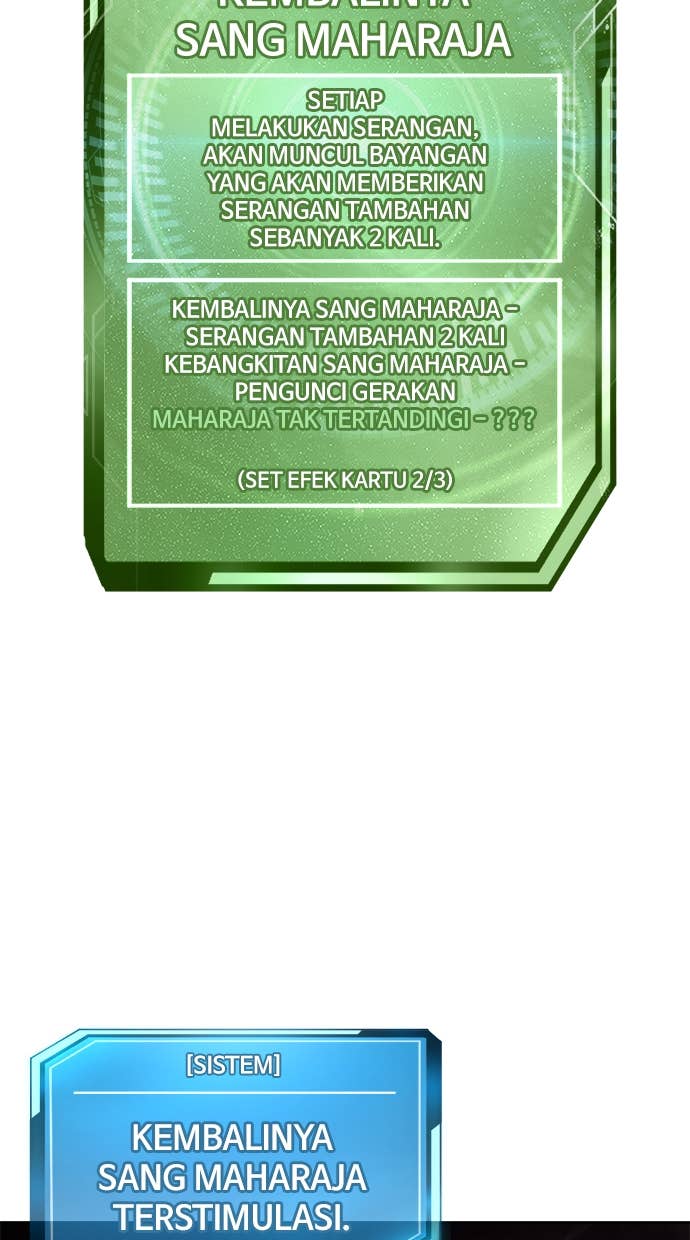 KEMBALINYA
SANG MAHARAJA
SETIAP
MELAKUKAN SERANGAN,
AKAN MUNCUL BAYANGAN
YANG AKAN MEMBERIKAN
SERANGAN TAMBAHAN
SEBANYAK 2 KALI.
KEMBALINYA SANG MAHARAJA -
SERANGAN TAMBAHAN 2 KALI
KEBANGKITAN SANG MAHARAJA -
PENGUNCI GERAKAN
MAHARAJA TAK TERTANDINGI - ???
(SET EFEK KARTU 2/3)
[SISTEM]
KEMBALINYA
SANG MAHARAJA
TERSTIMULASI.